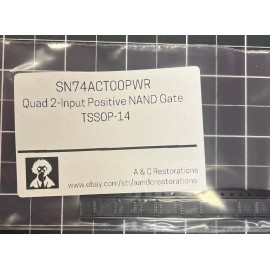 SN74ACT00PWR
Quad 2-Input Positive NAND Gate
TSSOP-14
A & C Restorations
www.ebay.com/str/aandcrestorations